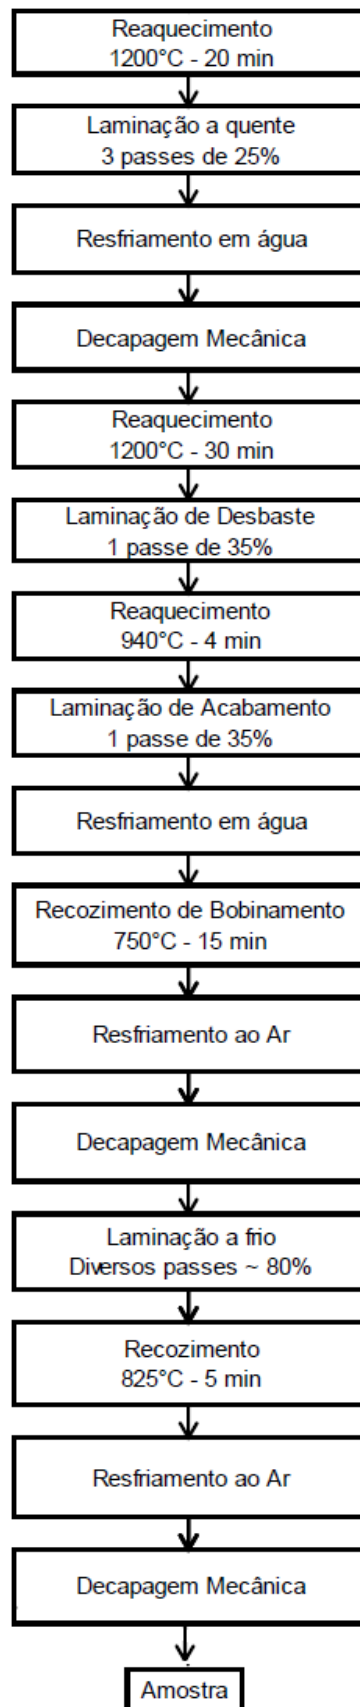 Reaquecimento
1200°C - 20 min
Laminação a quente
3 passes de 25%
Resfriamento em água
Decapagem Mecânica
Reaquecimento
1200°C - 30 min
Laminação de Desbaste
1 passe de 35%
Reaquecimento
940°C - 4 min
Laminação de Acabamento
1 passe de 35%
Resfriamento em água
Recozimento de Bobinamento
750°C - 15 min
Resfriamento ao Ar
Decapagem Mecânica
Laminação a frio
Diversos passes ~ 80%
Recozimento
825°C - 5 min
Resfriamento ao Ar
Decapagem Mecânica
Amostra